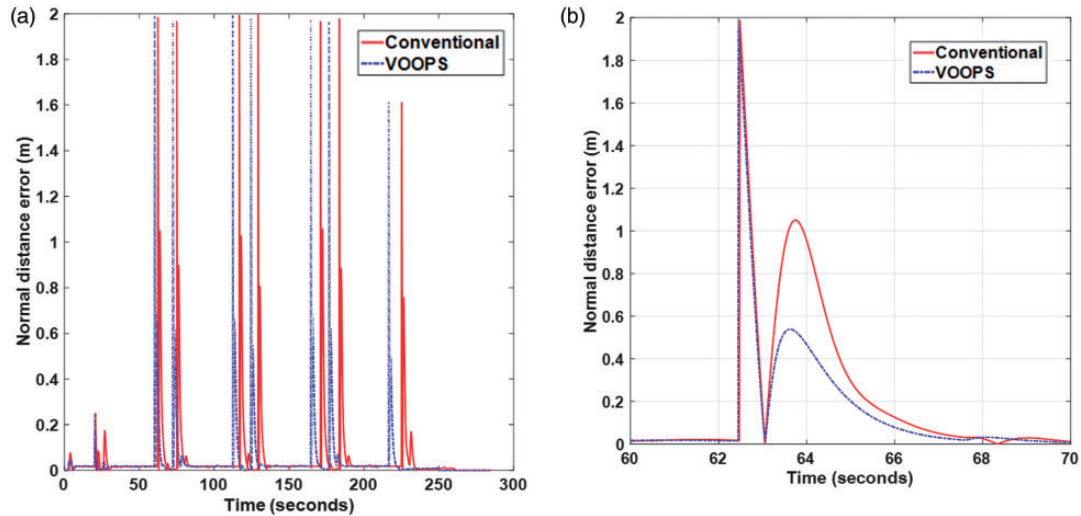 (a)
Normal distance error (m)
2
1.8
1.6
1.4
1.2
1
0.8
0.6
0.4
0.2
0
Conventional
VOOPS
0 50 100 150 200 250 300
Time (seconds)
(b)
Normal distance error (m)
2
1.8
1.6
1.4
1.2
1
0.8
0.6
0.4
0.2
0
Conventional
VOOPS
60 62 64 66 68 70
Time (seconds)